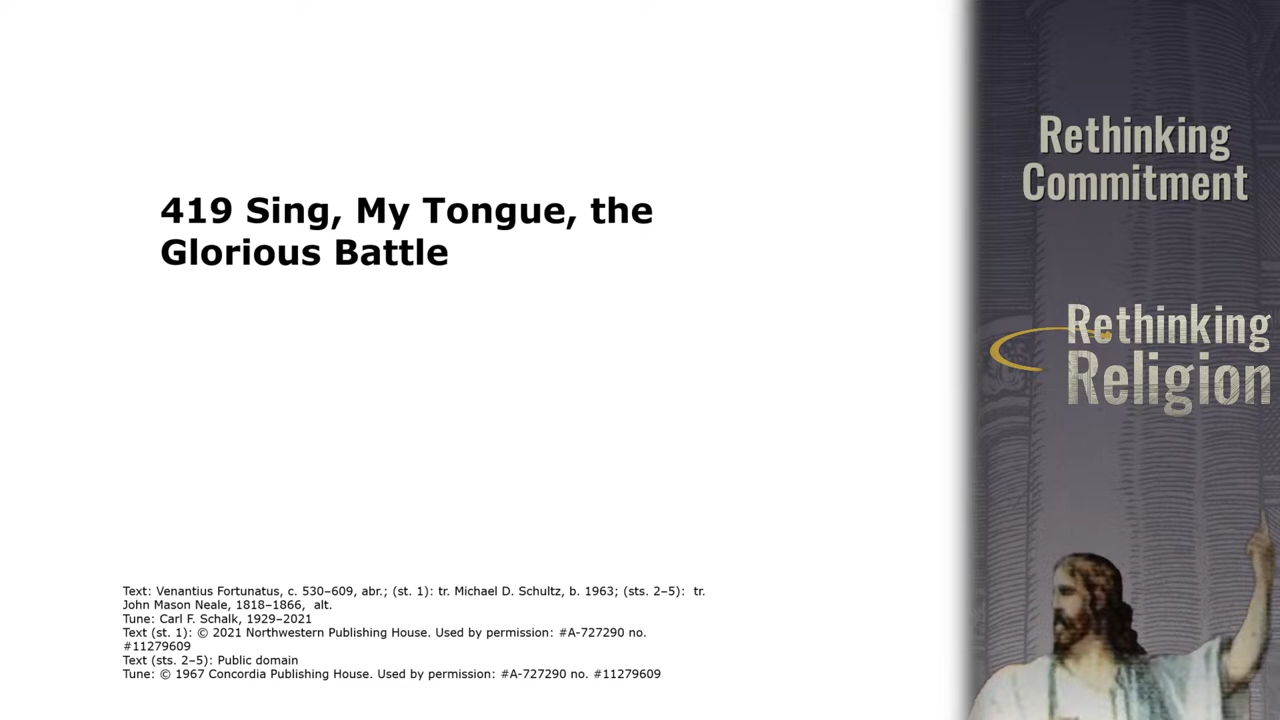 419 Sing, My Tongue, the
Glorious Battle
Text: Venantius Fortunatus, c. 530–609, abr.; (st. 1): tr. Michael D. Schultz, b. 1963; (sts. 2–5): tr.
John Mason Neale, 1818–1866, alt.
Tune: Carl F. Schalk, 1929–2021
Text (st. 1): © 2021 Northwestern Publishing House. Used by permission: #A-727290 no.
#11279609
Text (sts. 2–5): Public domain
Tune: © 1967 Concordia Publishing House. Used by permission: #A-727290 no. #11279609
Rethinking
Commitment
Rethinking
Religion